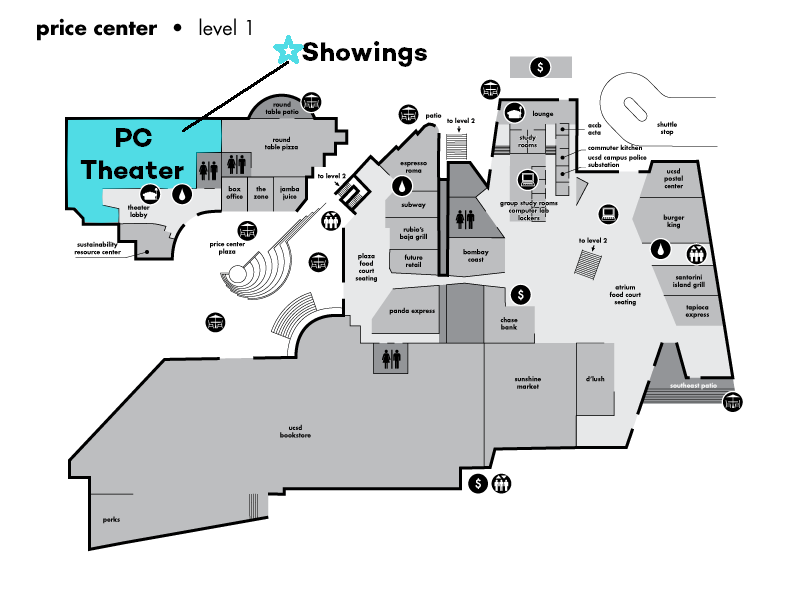 price center • level 1
Showings
PC
Theater
round
table patio
round
table pizza
box
office
the
zone
jamba
juice
theater
lobby
sustainability
resource center
price center
plaza
to level 2
patio
to level 2
espresso
roma
subway
rubio's
baja grill
future
retail
plaza
food
court
seating
panda express
bombay
coast
$
lounge
study
rooms
accb
acta
commuter kitchen
ucsd campus police
substation
group study rooms
computer lab
lockers
shuttle
stop
ucsd
postal
center
burger
king
santorini
island grill
tapioca
express
to level 2
atrium
food court
seating
$
chase
bank
sunshine
market
d'lush
southeast patio
ucsd
bookstore
perks
$